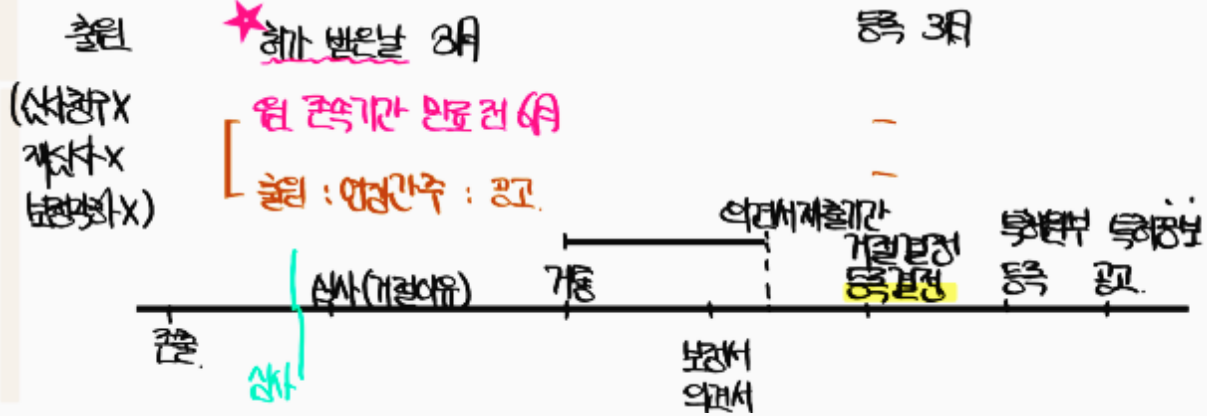 출원
허가 받은날 3月
등록 3月
(심사청구X
원 존속기간 만료 전 6月
재심사X
출원 : 연장간주 : 공고.
보정각하X)
의견서제출기간
거절결정
특허원부 특허공보
심사(거절이유)
거통
등록결정
등록 공고.
존출.
보정서
심사
의견서